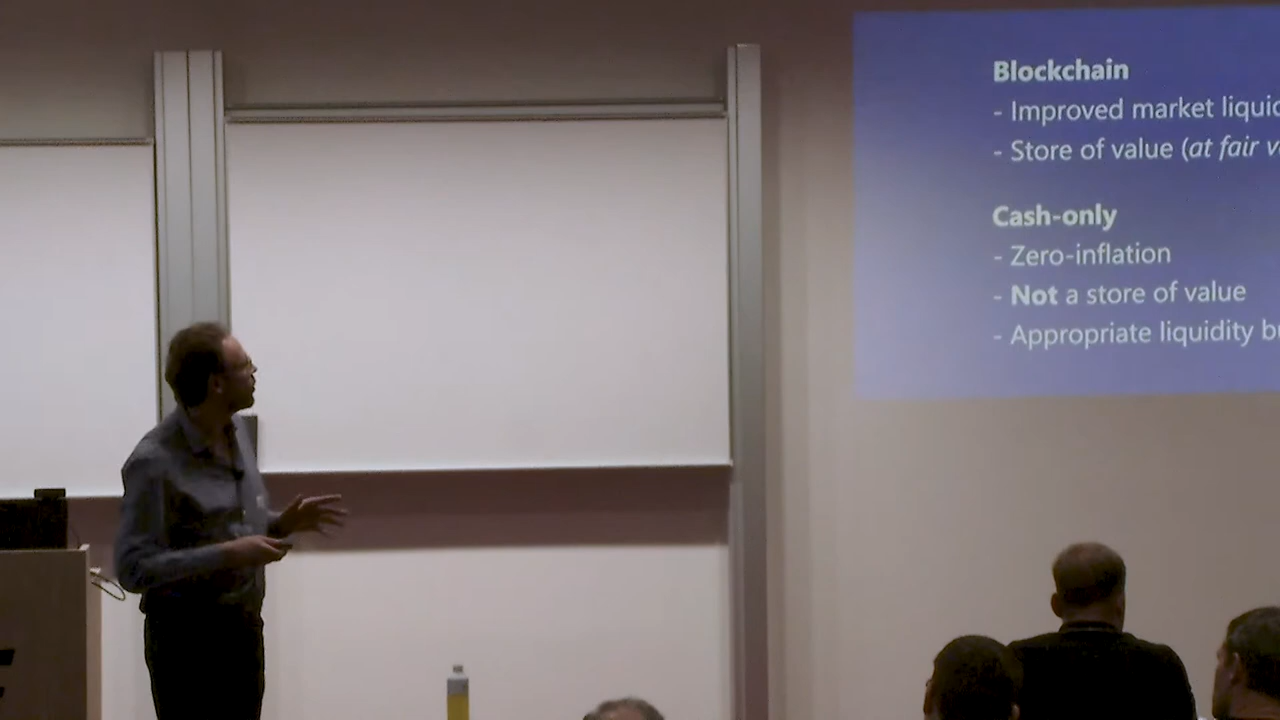 Blockchain
- Improved market
- Store of value (at fair
Cash-only
- Zero-inflation
- Not a store of value
- Appropriate liquidity